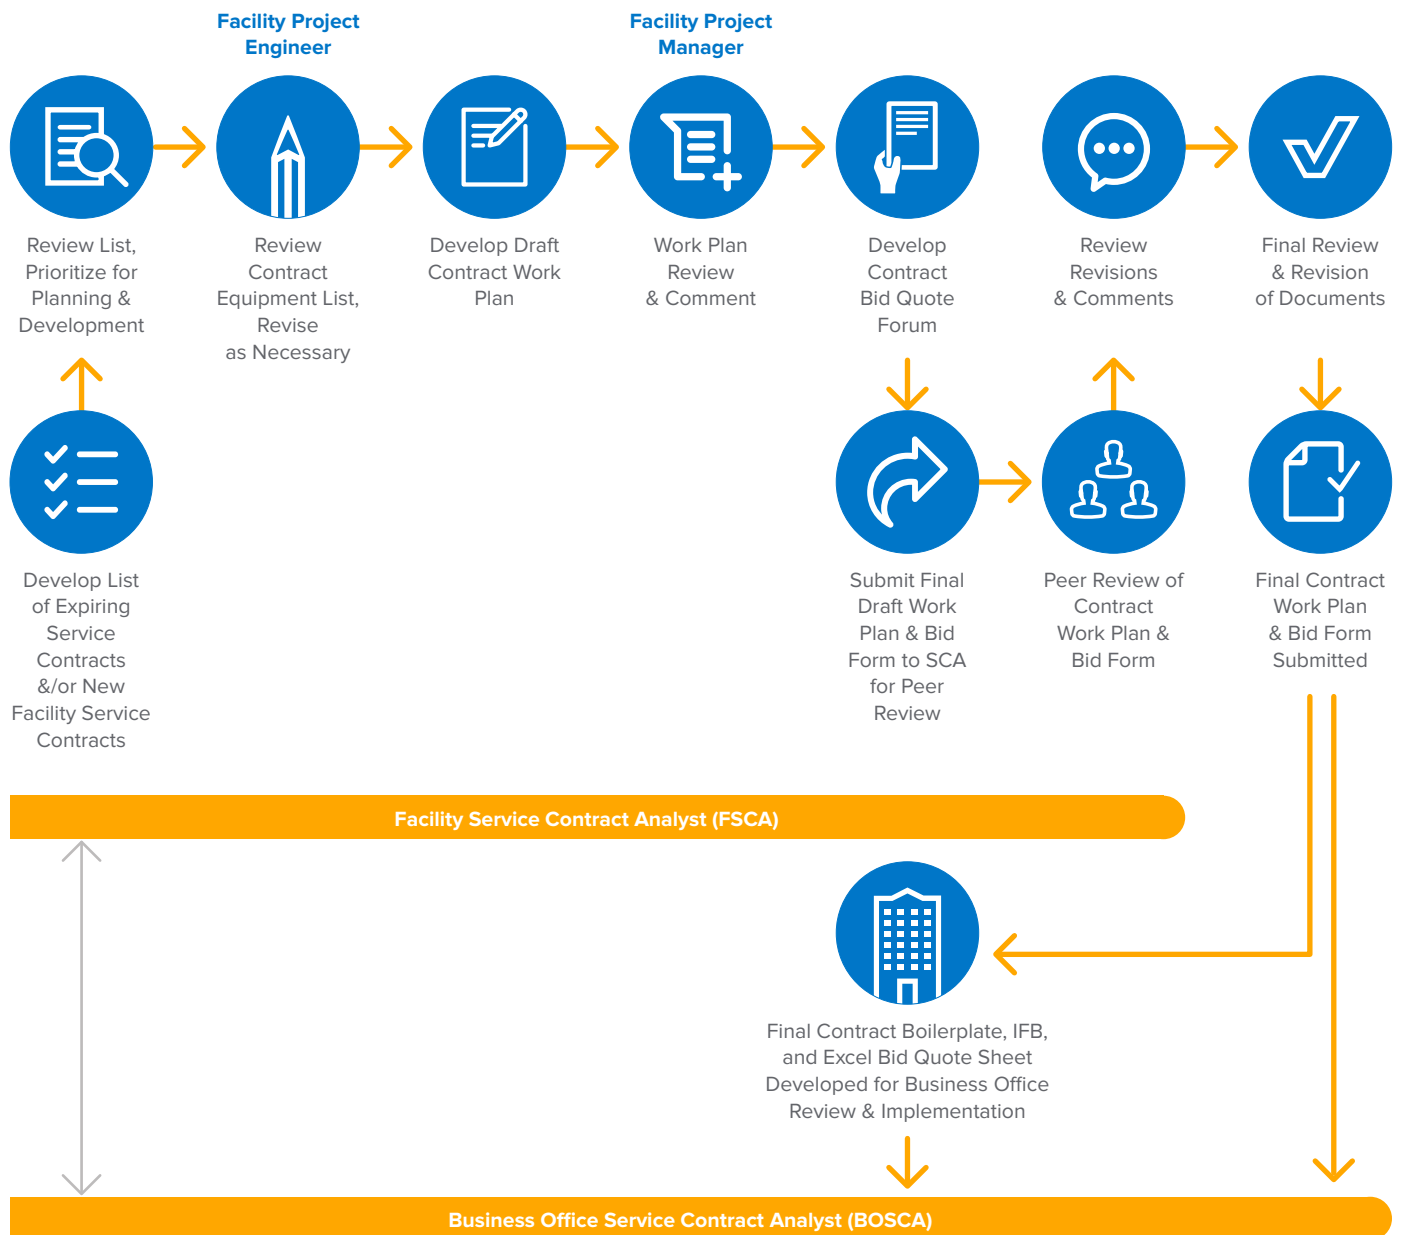 Facility Project
Engineer
Facility Project
Manager
Review List,
Prioritize for
Planning &
Development
Review
Contract
Equipment List,
Revise
as Necessary
Develop Draft
Contract Work
Plan
Work Plan
Review
& Comment
Develop
Contract
Bid Quote
Forum
Review
Revisions
& Comments
Final Review
& Revision
of Documents
Develop List
of Expiring
Service
Contracts
&/or New
Facility Service
Contracts
Submit Final
Draft Work
Plan & Bid
Form to SCA
for Peer
Review
Peer Review of
Contract
Work Plan &
Bid Form
Final Contract
Work Plan
& Bid Form
Submitted
Facility Service Contract Analyst (FSCA)
Final Contract Boilerplate, IFB,
and Excel Bid Quote Sheet
Developed for Business Office
Review & Implementation
Business Office Service Contract Analyst (BOSCA)